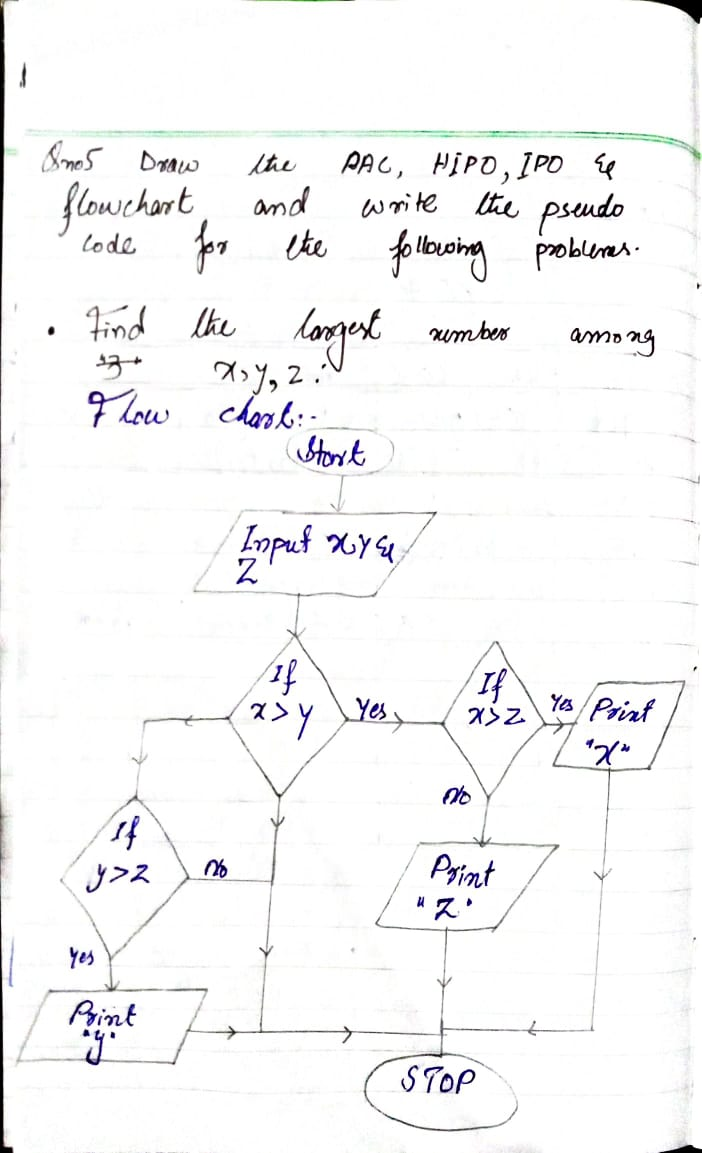 Qno5 Draw the PAC, HIPO, IPO &
flowchart and write the pseudo
code for the following problems.
• Find the largest number among
x, y, z :
Flow chart:-
Start
Input x, y &
Z
If
x > y
Yes
If
x > Z
Yes
Print
"X"
no
If
y > z
no
Print
"Z"
Yes
Print
"y"
STOP